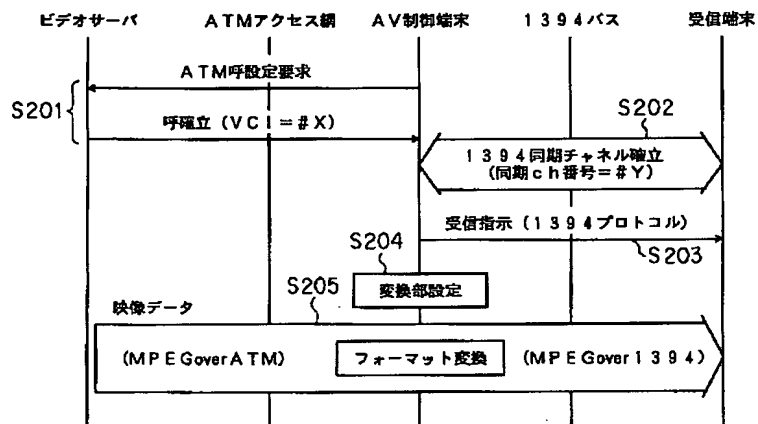 ビデオサーバ
ATMアクセス網
AV制御端末
1394バス
受信端末
ATM呼設定要求
S201
呼確立(VCI=#X)
S202
1394同期チャネル確立
(同期ch番号=#Y)
受信指示(1394プロトコル)
S203
S204
変換部設定
S205
映像データ
(MPEGoverATM)
フォーマット変換
(MPEGover1394)